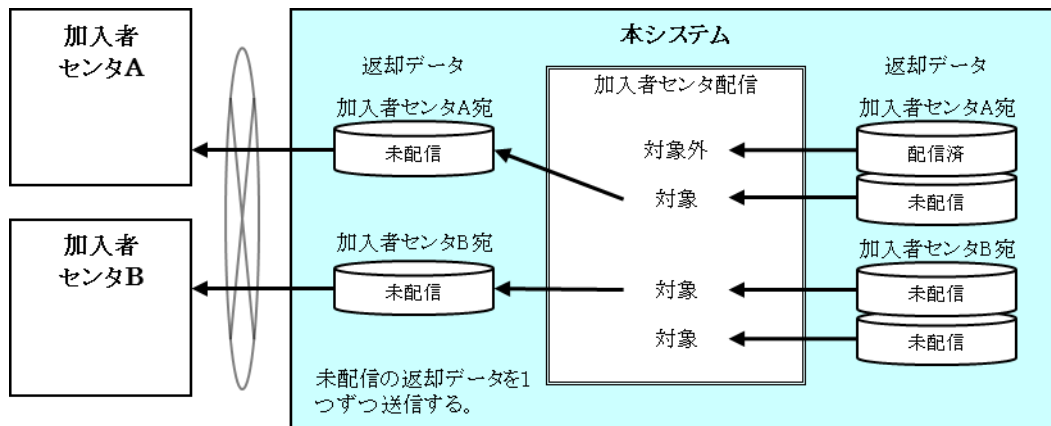 加入者
センタA
加入者
センタB
本システム
返却データ
加入者センタA宛
未配信
加入者センタB宛
未配信
未配信の返却データを1
つずつ送信する。
加入者センタ配信
対象外
対象
対象
対象
返却データ
加入者センタA宛
配信済
未配信
加入者センタB宛
未配信
未配信